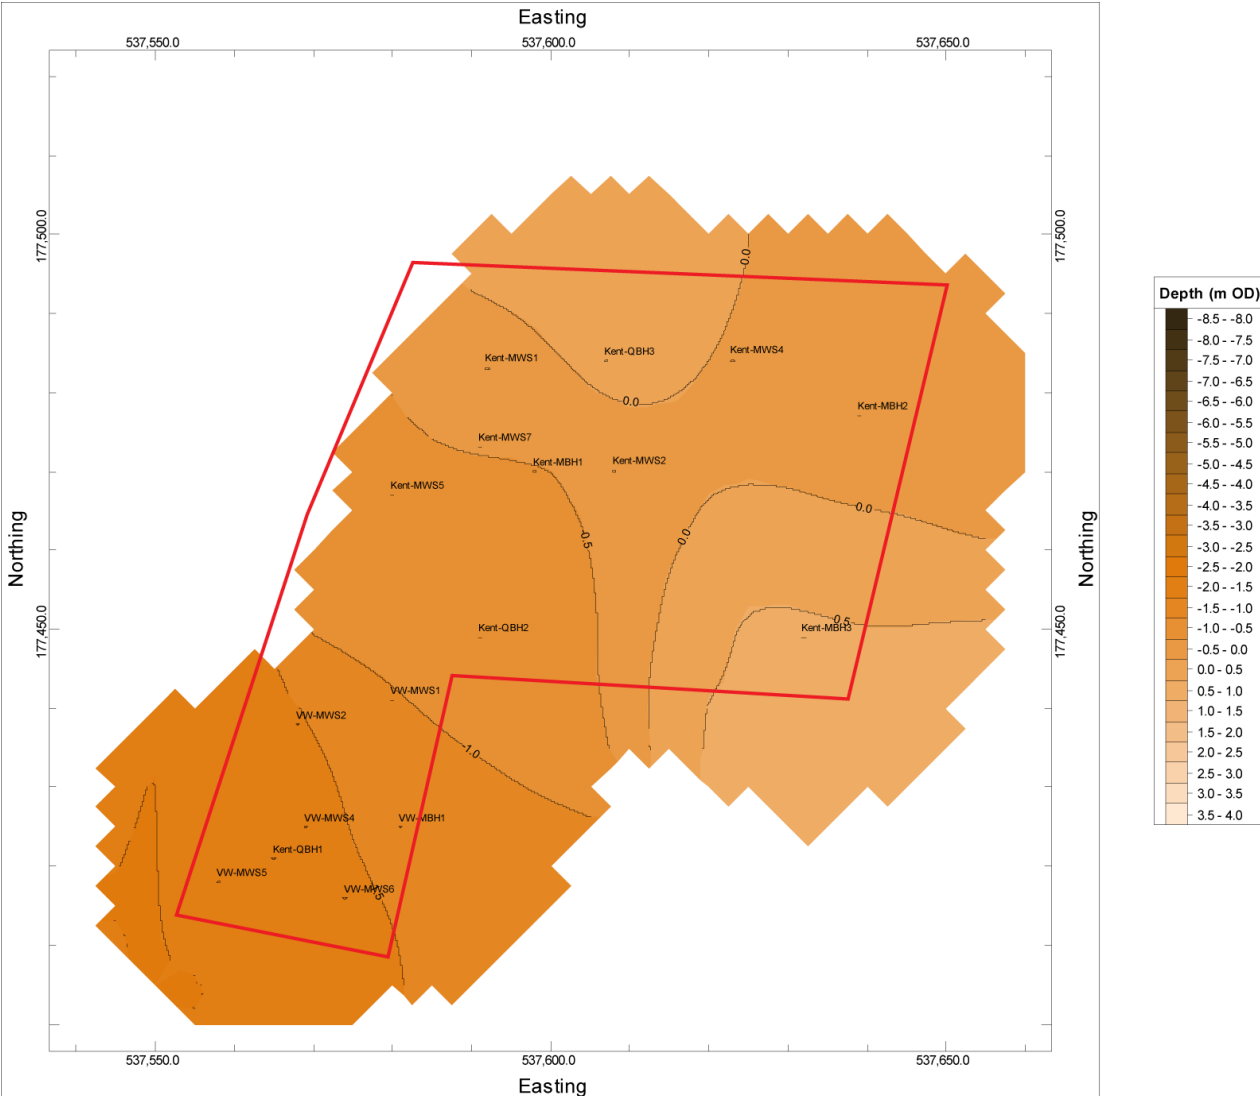 Easting
537,550.0 537,600.0 537,650.0
177,500.0 177,500.0
0.0
Kent-MWS1 Kent-QBH3 Kent-MWS4
0.0
Kent-MBH2
Kent-MWS7
Kent-MBH1 Kent-MWS2
Kent-MWS5
0.0
-0.5 0.0
Northing Northing
177,450.0 177,450.0
0.5
Kent-QBH2 Kent-MBH3
VW-MWS1
VW-MWS2
-1.0
VW-MWS4 VW-MBH1
Kent-QBH1
VW-MWS5
VW-MWS6
537,550.0 537,600.0 537,650.0
Easting
Depth (m OD)
-8.5 - -8.0
-8.0 - -7.5
-7.5 - -7.0
-7.0 - -6.5
-6.5 - -6.0
-6.0 - -5.5
-5.5 - -5.0
-5.0 - -4.5
-4.5 - -4.0
-4.0 - -3.5
-3.5 - -3.0
-3.0 - -2.5
-2.5 - -2.0
-2.0 - -1.5
-1.5 - -1.0
-1.0 - -0.5
-0.5 - 0.0
0.0 - 0.5
0.5 - 1.0
1.0 - 1.5
1.5 - 2.0
2.0 - 2.5
2.5 - 3.0
3.0 - 3.5
3.5 - 4.0